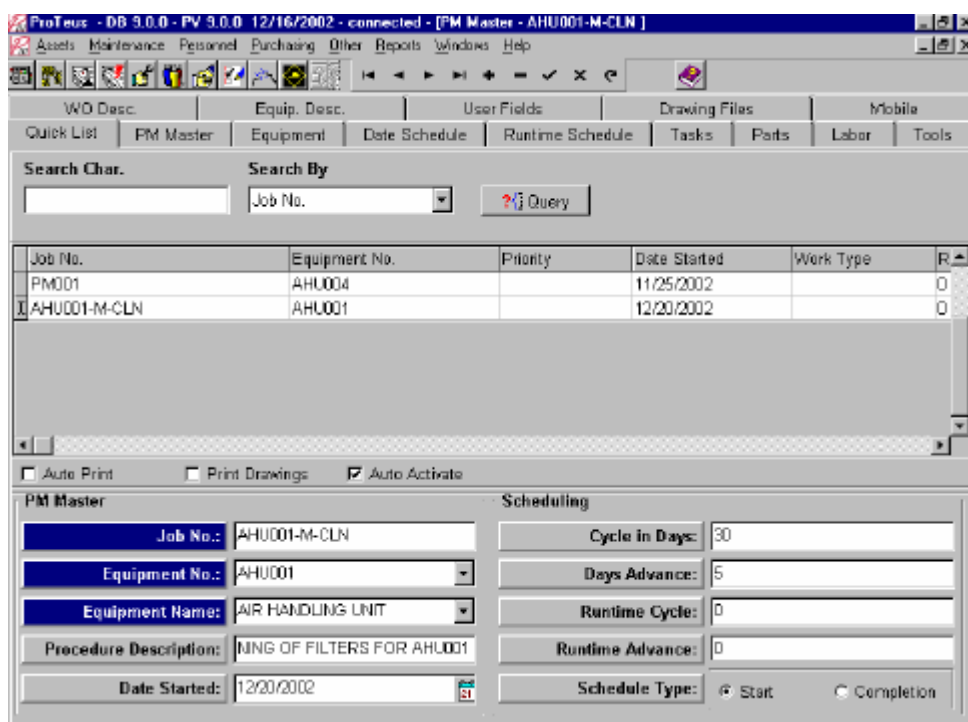 ProTeus - DB 9.0.0 - PV 9.0.0 12/16/2002 - connected - [PM Master - AHU001-M-CLN ]
Assets Maintenance Personnel Purchasing Other Reports Windows Help
WO Desc. Equip. Desc. User Fields Drawing Files Mobile
Quick List PM Master Equipment Date Schedule Runtime Schedule Tasks Parts Labor Tools
Search Char. Search By
Job No. Query
Job No. Equipment No. Priority Date Started Work Type R
PM001 AHU004 11/25/2002 O
AHU001-M-CLN AHU001 12/20/2002 O
Auto Print Print Drawings Auto Activate
PM Master Scheduling
Job No.: AHU001-M-CLN Cycle in Days: 30
Equipment No.: AHU001 Days Advance: 5
Equipment Name: AIR HANDLING UNIT Runtime Cycle: 0
Procedure Description: NING OF FILTERS FOR AHU001 Runtime Advance: 0
Date Started: 12/20/2002 21 Schedule Type: Start Completion